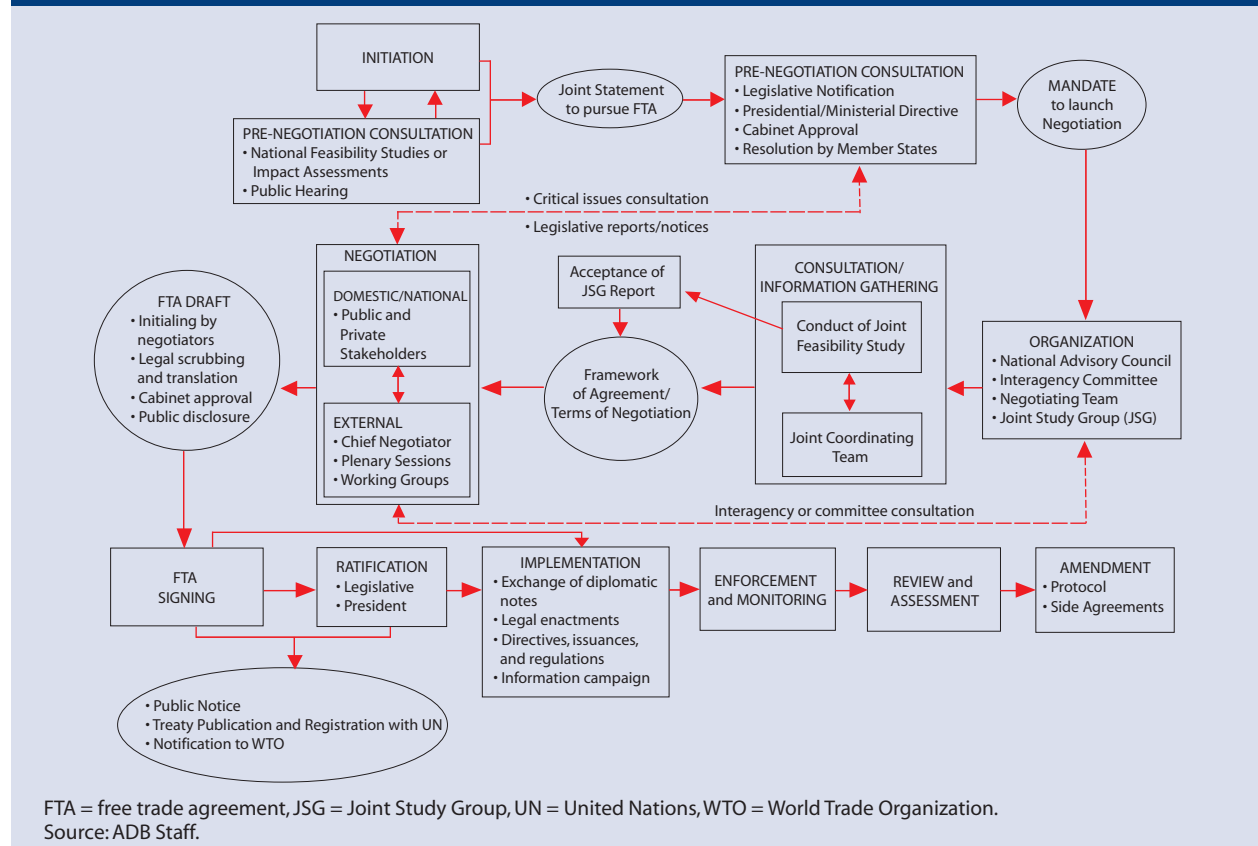 INITIATION
PRE-NEGOTIATION CONSULTATION
• National Feasibility Studies or
Impact Assessments
• Public Hearing
Joint Statement
to pursue FTA
PRE-NEGOTIATION CONSULTATION
• Legislative Notification
• Presidential/Ministerial Directive
• Cabinet Approval
• Resolution by Member States
MANDATE
to launch
Negotiation
• Critical issues consultation
• Legislative reports/notices
FTA DRAFT
• Initialing by
negotiators
• Legal scrubbing
and translation
• Cabinet approval
• Public disclosure
NEGOTIATION
DOMESTIC/NATIONAL
• Public and
Private
Stakeholders
EXTERNAL
• Chief Negotiator
• Plenary Sessions
• Working Groups
Acceptance of
JSG Report
Framework
of Agreement/
Terms of Negotiation
CONSULTATION/
INFORMATION GATHERING
Conduct of Joint
Feasibility Study
Joint Coordinating
Team
ORGANIZATION
• National Advisory Council
• Interagency Committee
• Negotiating Team
• Joint Study Group (JSG)
Interagency or committee consultation
FTA
SIGNING
RATIFICATION
• Legislative
• President
IMPLEMENTATION
• Exchange of diplomatic
notes
• Legal enactments
• Directives, issuances,
and regulations
• Information campaign
ENFORCEMENT
and MONITORING
REVIEW and
ASSESSMENT
AMENDMENT
• Protocol
• Side Agreements
• Public Notice
• Treaty Publication and Registration with UN
• Notification to WTO
FTA = free trade agreement, JSG = Joint Study Group, UN = United Nations, WTO = World Trade Organization.
Source: ADB Staff.